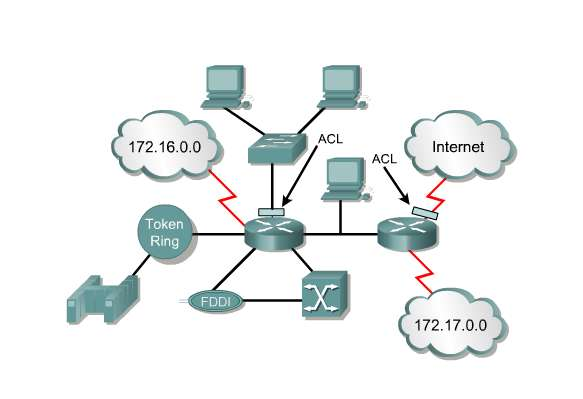 ACL
172.16.0.0
ACL
Internet
Token
Ring
FDDI
172.17.0.0